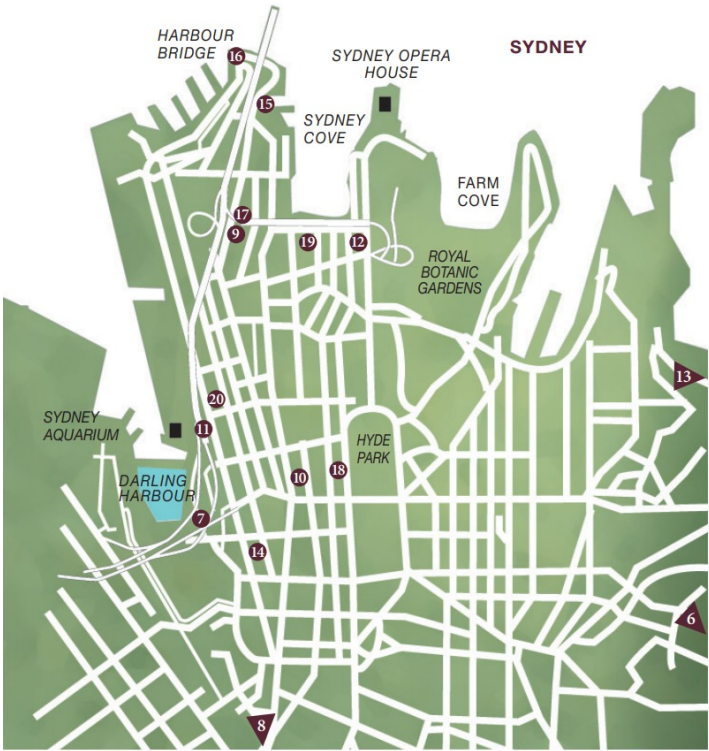 HARBOUR
BRIDGE
16
SYDNEY OPERA
HOUSE
SYDNEY
15
SYDNEY
COVE
FARM
COVE
17
9
19
12
ROYAL
BOTANIC
GARDENS
13
20
SYDNEY
AQUARIUM
11
HYDE
PARK
18
10
DARLING
HARBOUR
7
14
6
8